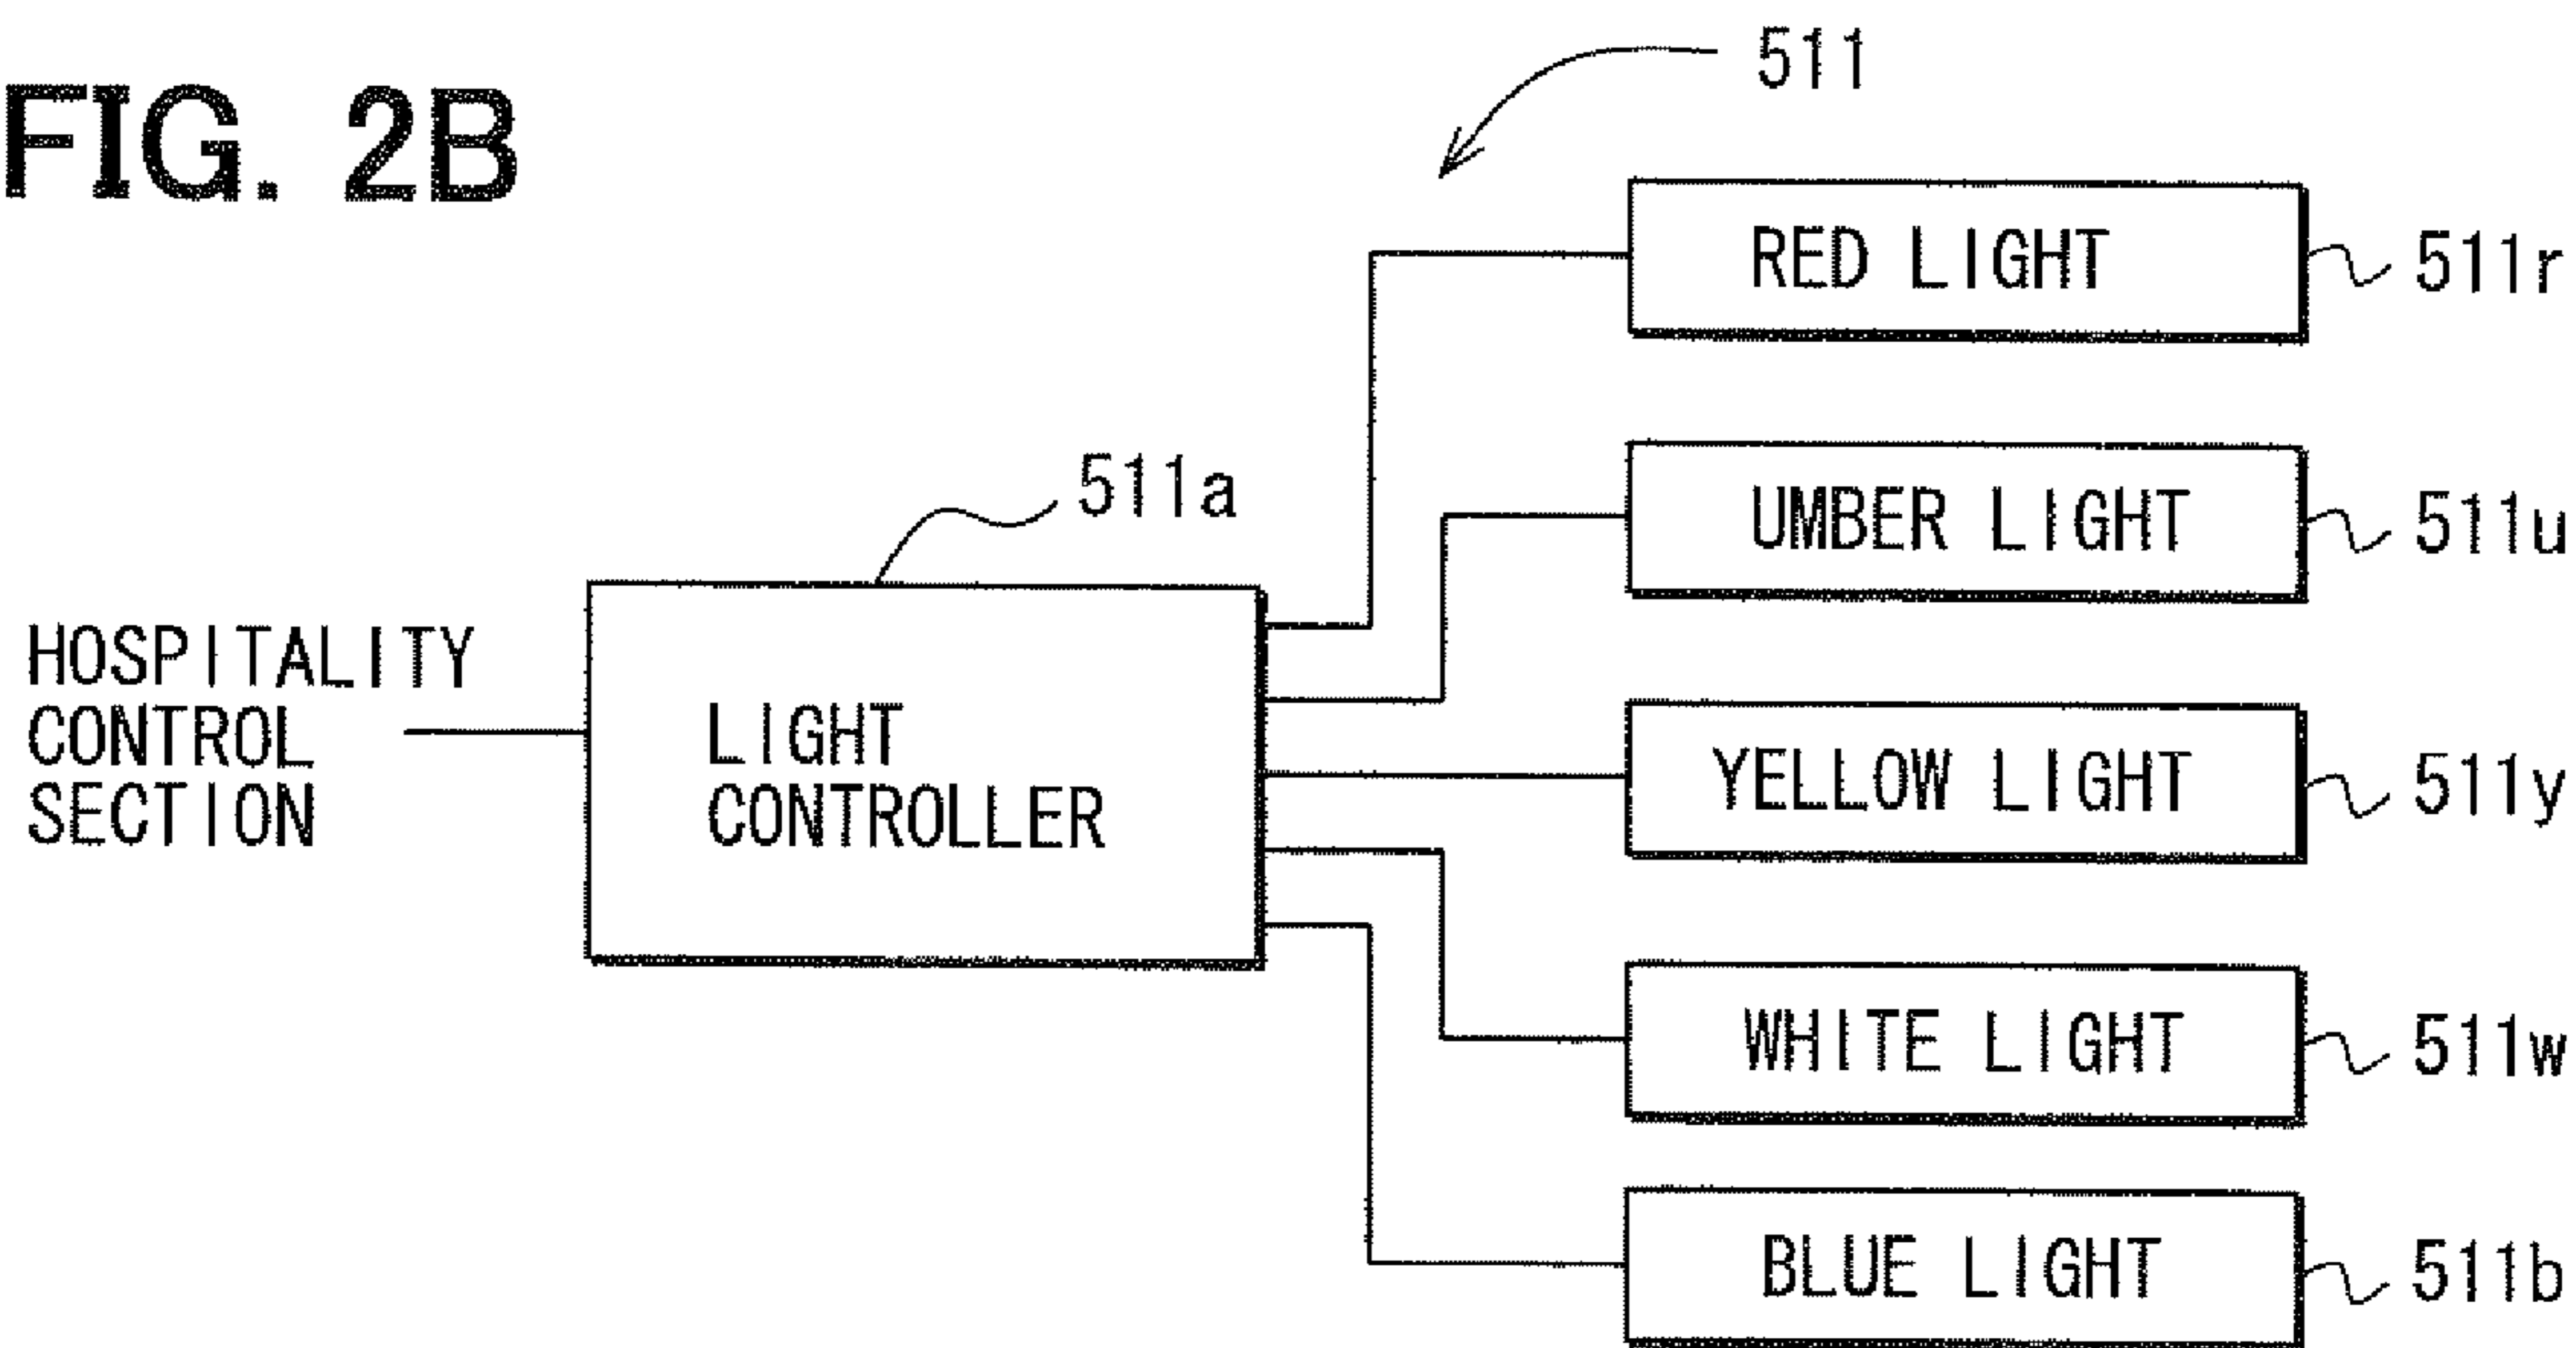 FIG. 2B
511
RED LIGHT
511r
UMBER LIGHT
511u
511a
HOSPITALITY
CONTROL
SECTION
LIGHT
CONTROLLER
YELLOW LIGHT
511y
WHITE LIGHT
511w
BLUE LIGHT
511b